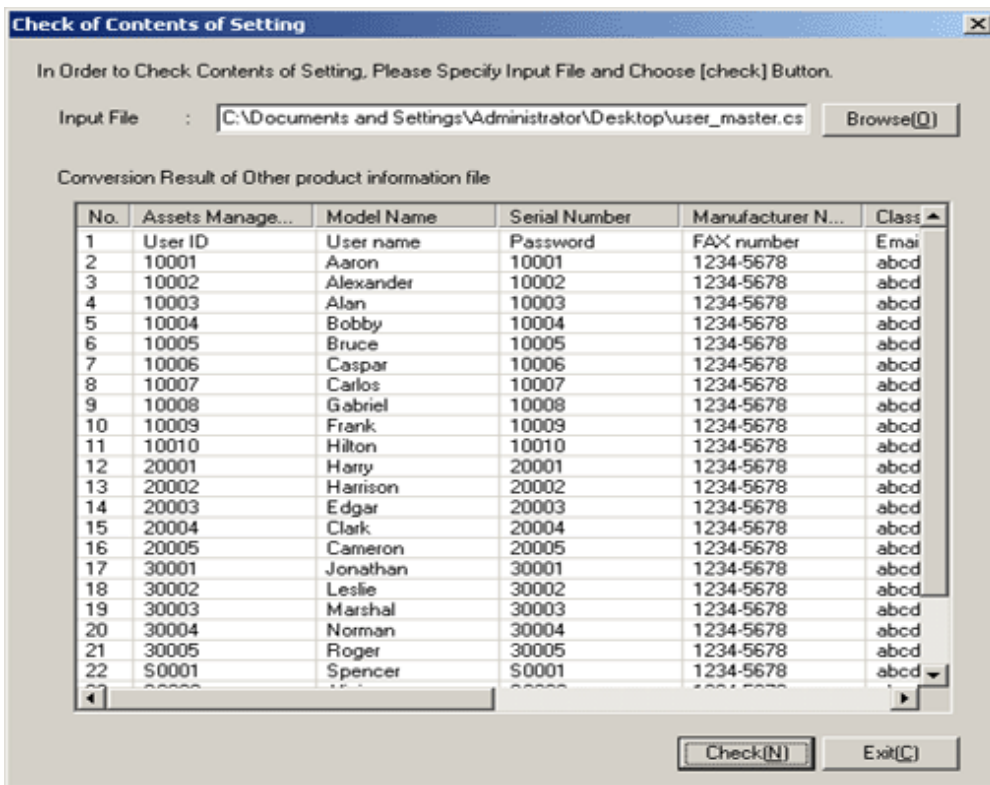 Check of Contents of Setting
In Order to Check Contents of Setting, Please Specify Input File and Choose [check] Button.
Input File : C:\Documents and Settings\Administrator\Desktop\user_master.cs Browse(O)
Conversion Result of Other product information file
No. Assets Manage... Model Name Serial Number Manufacturer N... Class
1 User ID User name Password FAX number Emai
2 10001 Aaron 10001 1234-5678 abcd
3 10002 Alexander 10002 1234-5678 abcd
4 10003 Alan 10003 1234-5678 abcd
5 10004 Bobby 10004 1234-5678 abcd
6 10005 Bruce 10005 1234-5678 abcd
7 10006 Caspar 10006 1234-5678 abcd
8 10007 Carlos 10007 1234-5678 abcd
9 10008 Gabriel 10008 1234-5678 abcd
10 10009 Frank 10009 1234-5678 abcd
11 10010 Hilton 10010 1234-5678 abcd
12 20001 Harry 20001 1234-5678 abcd
13 20002 Harrison 20002 1234-5678 abcd
14 20003 Edgar 20003 1234-5678 abcd
15 20004 Clark 20004 1234-5678 abcd
16 20005 Cameron 20005 1234-5678 abcd
17 30001 Jonathan 30001 1234-5678 abcd
18 30002 Leslie 30002 1234-5678 abcd
19 30003 Marshal 30003 1234-5678 abcd
20 30004 Norman 30004 1234-5678 abcd
21 30005 Roger 30005 1234-5678 abcd
22 S0001 Spencer S0001 1234-5678 abcd
Check(N) Exit(C)